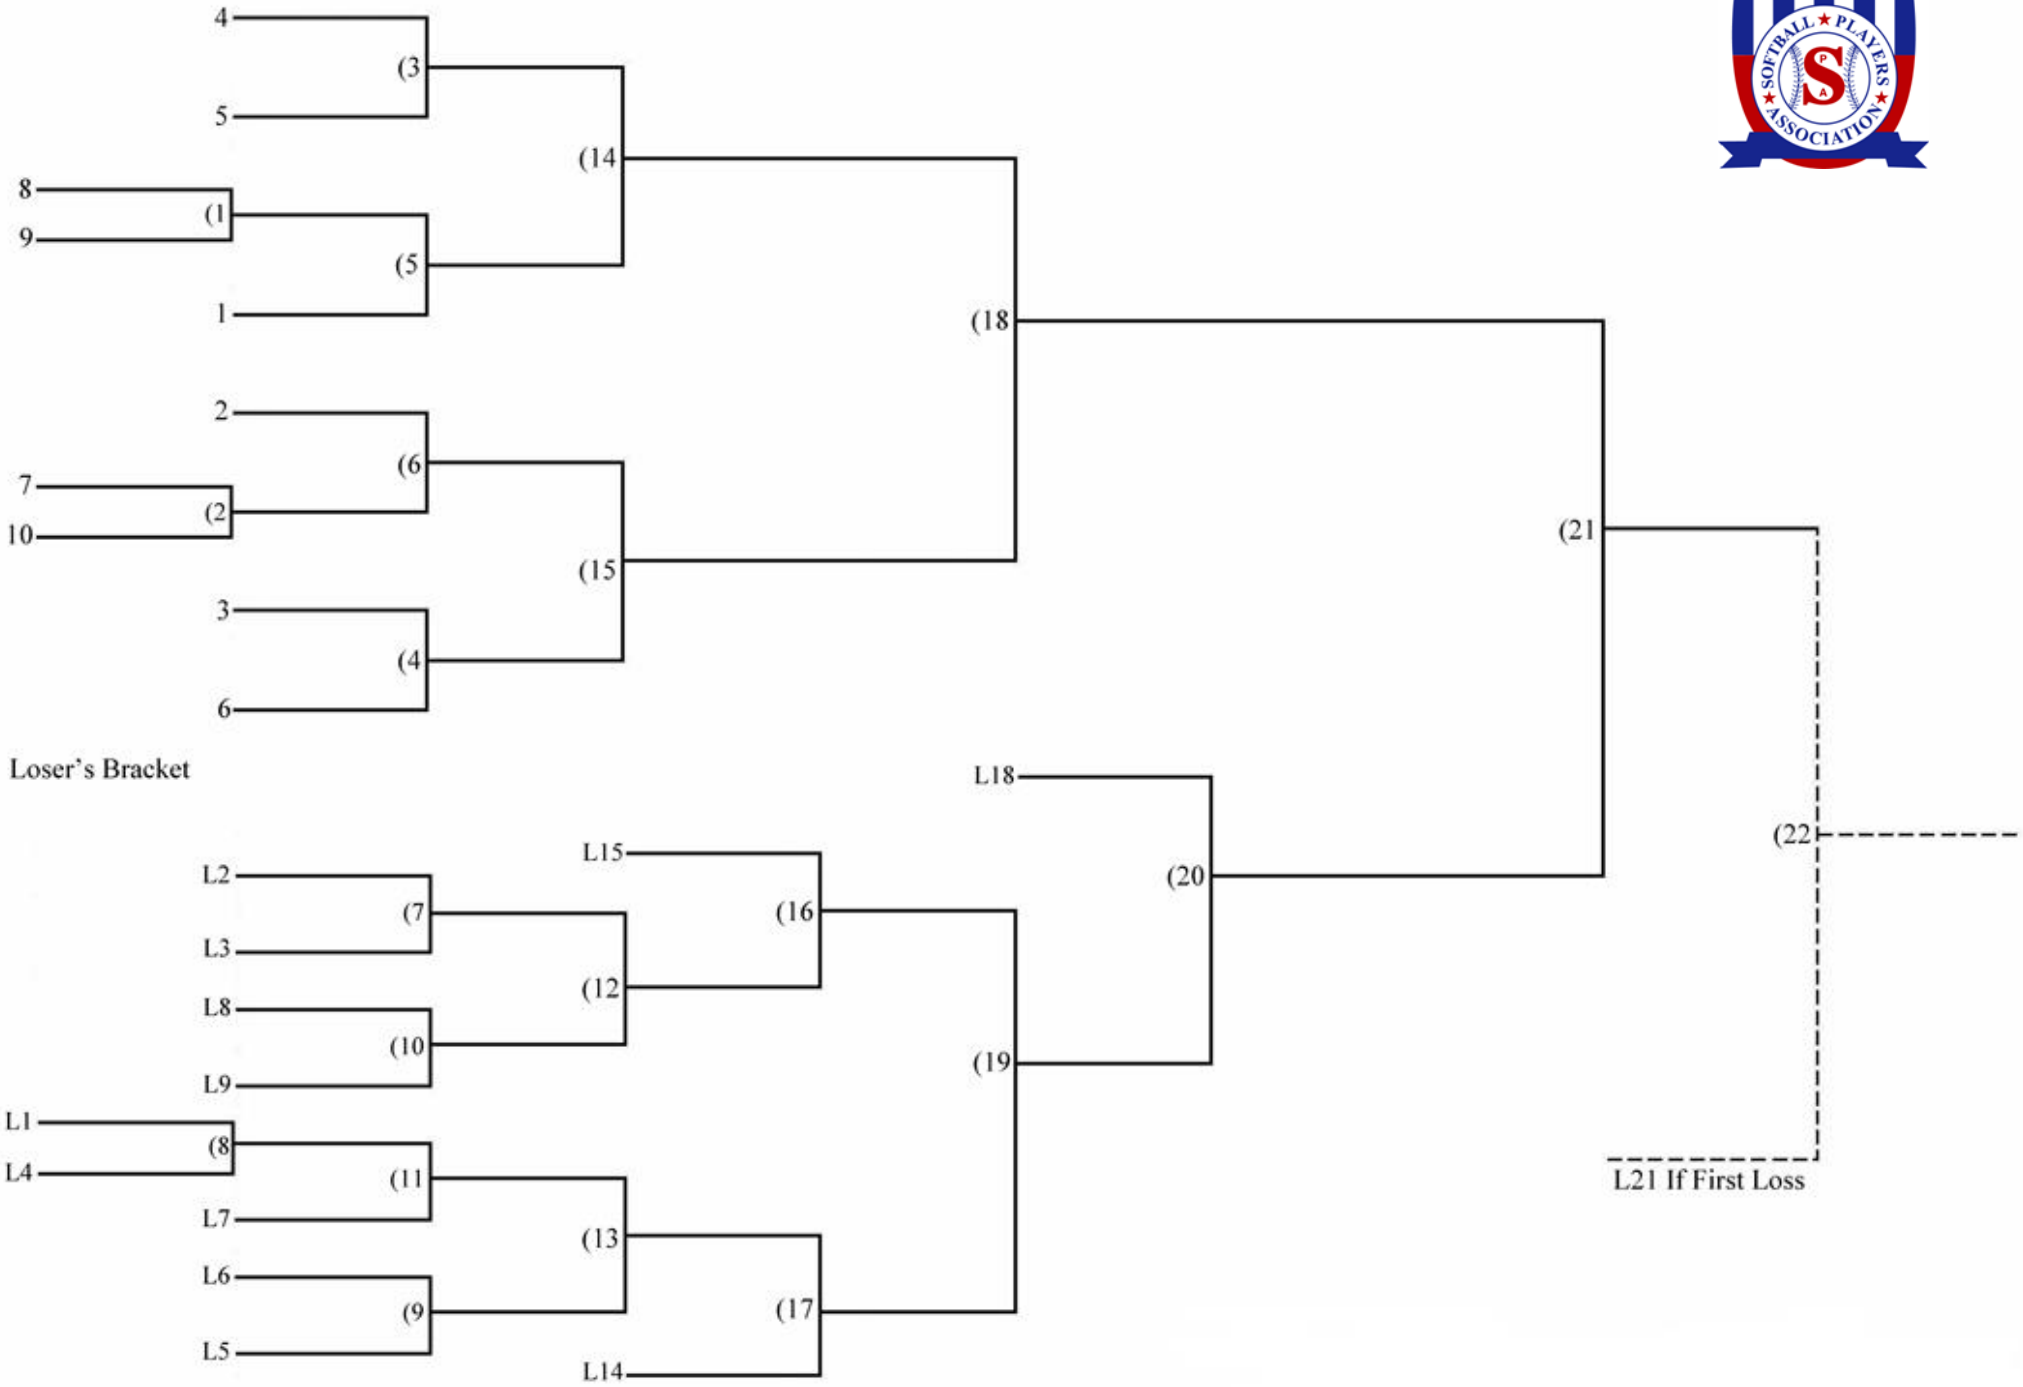 4
(3
5
(14
8
(1
9
(5
1
(18
2
(6
7
(2
10
(15
3
(4
6
(21
Loser's Bracket
L18
L15
L2
(7
(16
(20
L3
(12
L8
(10
L9
(19
L1
(8
L4
(11
L7
(13
L6
(9
(17
L5
L14
(22
L21 If First Loss
SOFTBALL ★ PLAYERS
★ ASSOCIATION ★
P
S
A